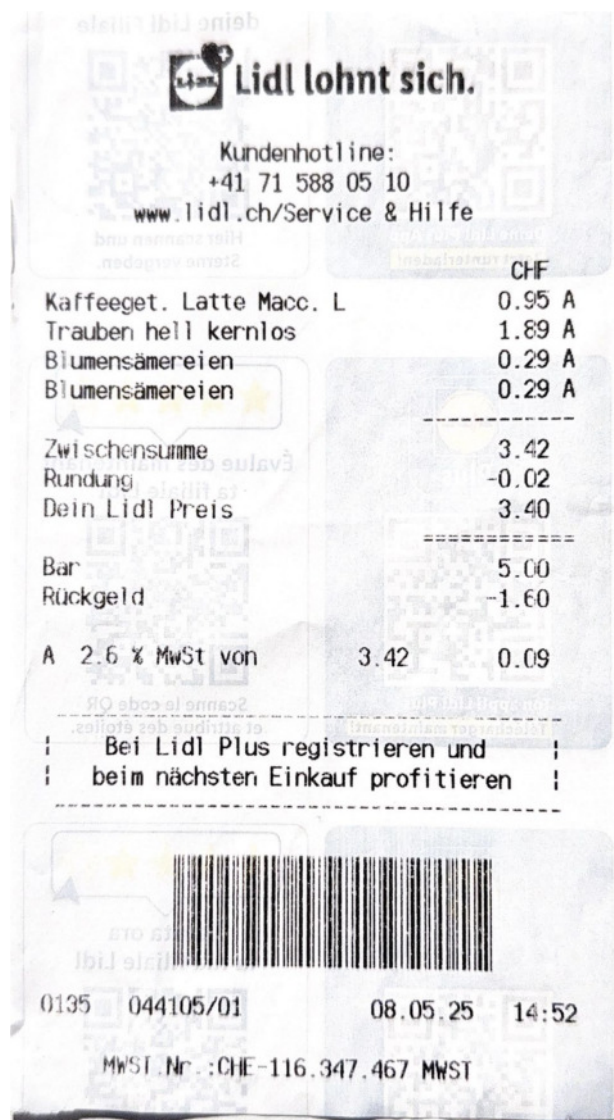 Lidl lohnt sich.
Kundenhotline:
+41 71 588 05 10
www.lidl.ch/Service & Hilfe
CHF
Kaffeeget. Latte Macc. L 0.95 A
Trauben hell kernlos 1.89 A
Blumensämereien 0.29 A
Blumensämereien 0.29 A
Zwischensumme 3.42
Rundung -0.02
Dein Lidl Preis 3.40
Bar 5.00
Rückgeld -1.60
A 2.6 % MwSt von 3.42 0.09
Bei Lidl Plus registrieren und
beim nächsten Einkauf profitieren
0135 044105/01 08.05.25 14:52
MWST.Nr.:CHE-116.347.467 MWST